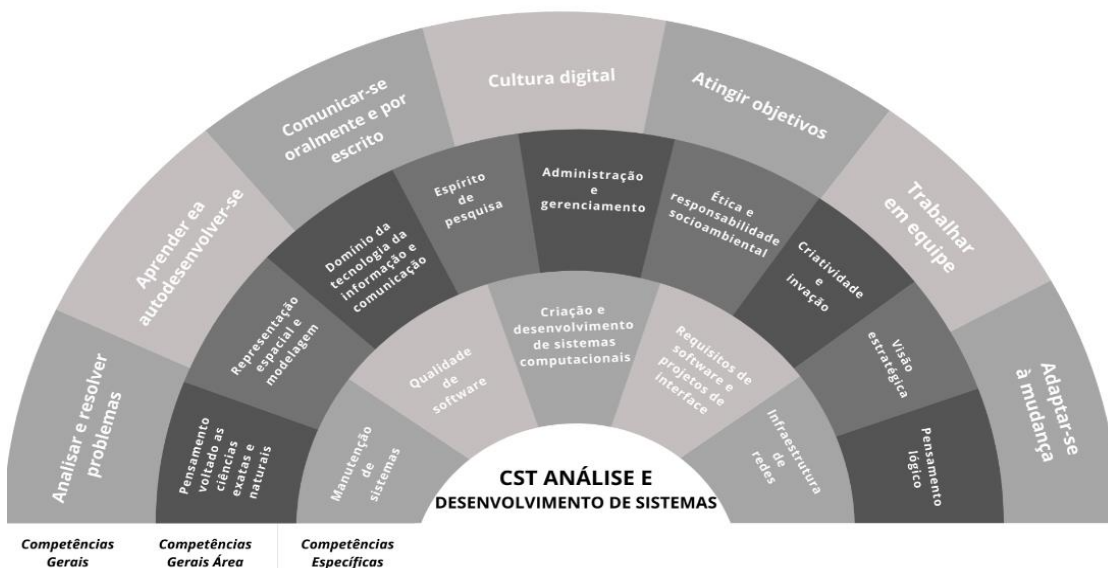 Analisar e resolver
problemas
Aprender ea
autodesenvolver-se
Comunicar-se
oralmente e por
escrito
Cultura digital
Atingir objetivos
Trabalhar
em equipe
Adaptar-se
à mudança
Pensamento
voltado as
ciências
exatas e
naturais
Representação
espacial e
modelagem
Domínio da
tecnologia da
informação e
comunicação
Espírito
de
pesquisa
Administração
e
gerenciamento
Ética e
responsabilidade
socioambiental
Criatividade
e
invação
Visão
estratégica
Pensamento
lógico
Manutenção
de
sistemas
Qualidade
de
software
Criação e
desenvolvimento
de sistemas
computacionais
Requisitos de
software e
projetos de
interface
Infraestrutura
de
redes
CST ANÁLISE E
DESENVOLVIMENTO DE SISTEMAS
Competências
Gerais
Competências
Gerais Área
Competências
Específicas